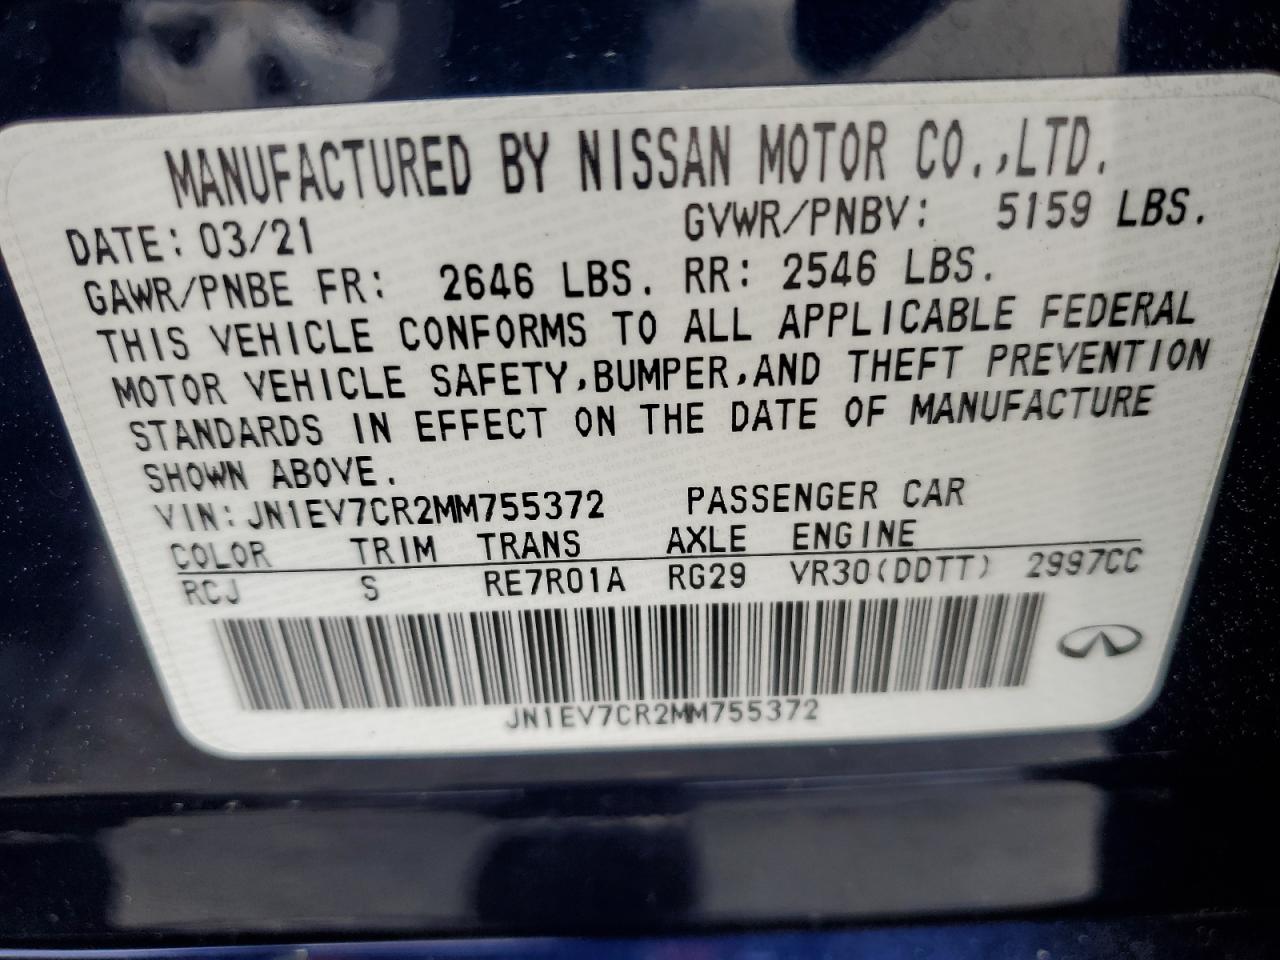 MANUFACTURED BY NISSAN MOTOR CO.,LTD.
DATE: 03/21 GVWR/PNBV: 5159 LBS.
GAWR/PNBE FR: 2646 LBS. RR: 2546 LBS.
THIS VEHICLE CONFORMS TO ALL APPLICABLE FEDERAL
MOTOR VEHICLE SAFETY,BUMPER,AND THEFT PREVENTION
STANDARDS IN EFFECT ON THE DATE OF MANUFACTURE
SHOWN ABOVE.
VIN: JN1EV7CR2MM755372 PASSENGER CAR
COLOR TRIM TRANS AXLE ENGINE
RCJ S RE7R01A RG29 VR30(DDTT) 2997CC
JN1EV7CR2MM755372